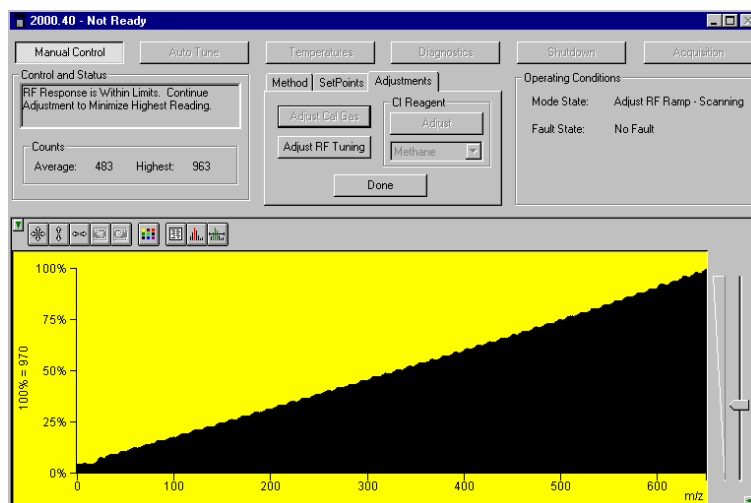 2000.40 - Not Ready
Manual Control
Auto Tune
Temperatures
Diagnostics
Shutdown
Acquisition
Control and Status
RF Response is Within Limits. Continue
Adjustment to Minimize Highest Reading.
Counts
Average: 483 Highest: 963
Method SetPoints Adjustments
Adjust Cal Gas
Adjust RF Tuning
CI Reagent
Adjust
Methane
Done
Operating Conditions
Mode State: Adjust RF Ramp - Scanning
Fault State: No Fault
100% = 970
100%
75%
50%
25%
0%
0 100 200 300 400 500 600
m/z